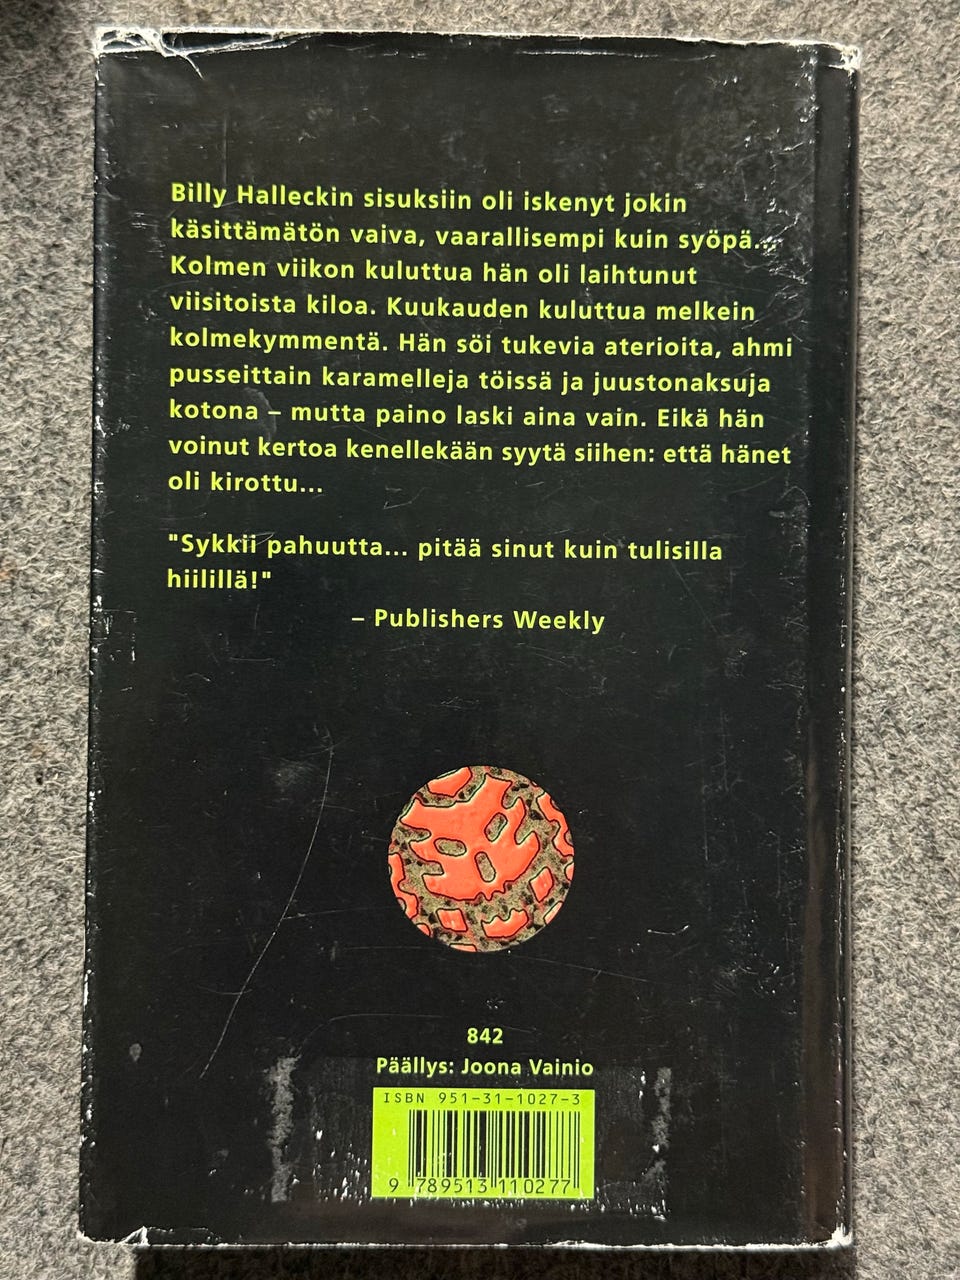 Billy Halleckin sisuksiin oli iskenyt jokin
käsittämätön vaiva, vaarallisempi kuin syöpä...
Kolmen viikon kuluttua hän oli laihtunut
viisitoista kiloa. Kuukauden kuluttua melkein
kolmekymmentä. Hän söi tukevia aterioita, ahmi
pusseittain karamelleja töissä ja juustonaksuja
kotona – mutta paino laski aina vain. Eikä hän
voinut kertoa kenellekään syytä siihen: että hänet
oli kirottu...
"Sykkii pahuutta... pitää sinut kuin tulisilla
hiilillä!"
– Publishers Weekly
842
Päällys: Joona Vainio
ISBN 951-31-1027-3
9 789513 110277